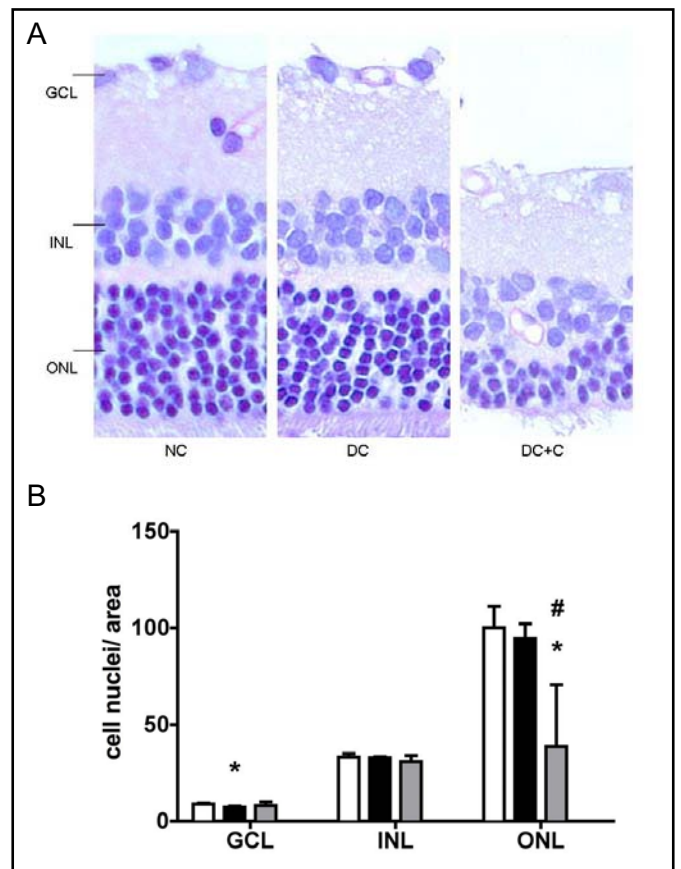 A
GCL
INL
ONL
NC DC DC+C
B
cell nuclei/ area
150
100
50
0
*
#
*
GCL INL ONL